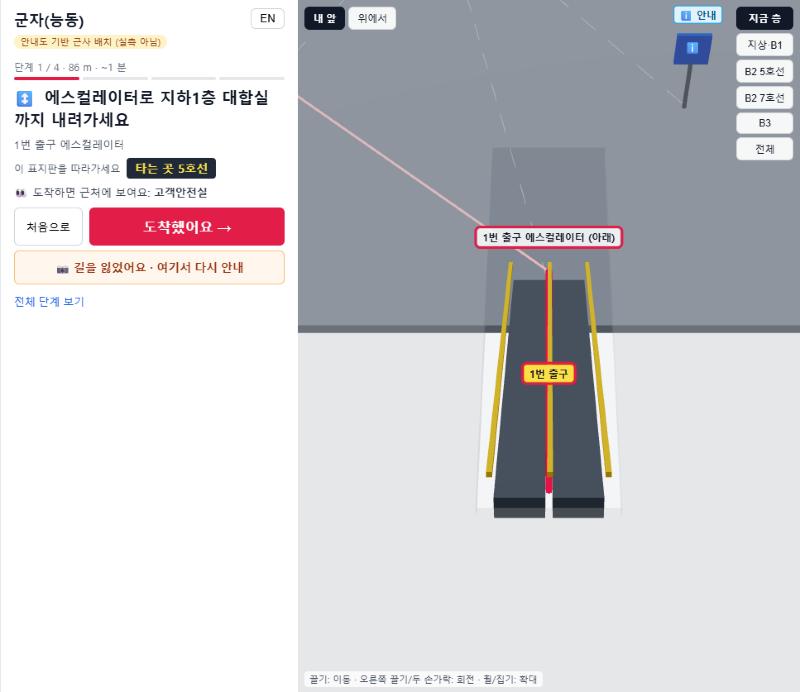 군자(능동)
EN
안내도 기반 근사 배치 (실측 아님)
단계 1 / 4 · 86 m · ~1 분
에스컬레이터로 지하1층 대합실
까지 내려가세요
1번 출구 에스컬레이터
이 표지판을 따라가세요 타는 곳 5호선
도착하면 근처에 보여요: 고객안전실
처음으로
도착했어요 →
길을 잃었어요 · 여기서 다시 안내
전체 단계 보기
내 앞
위에서
i 안내
i
지금 층
지상·B1
B2 5호선
B2 7호선
B3
전체
1번 출구 에스컬레이터 (아래)
1번 출구
끌기: 이동 · 오른쪽 끌기/두 손가락: 회전 · 휠/집기: 확대